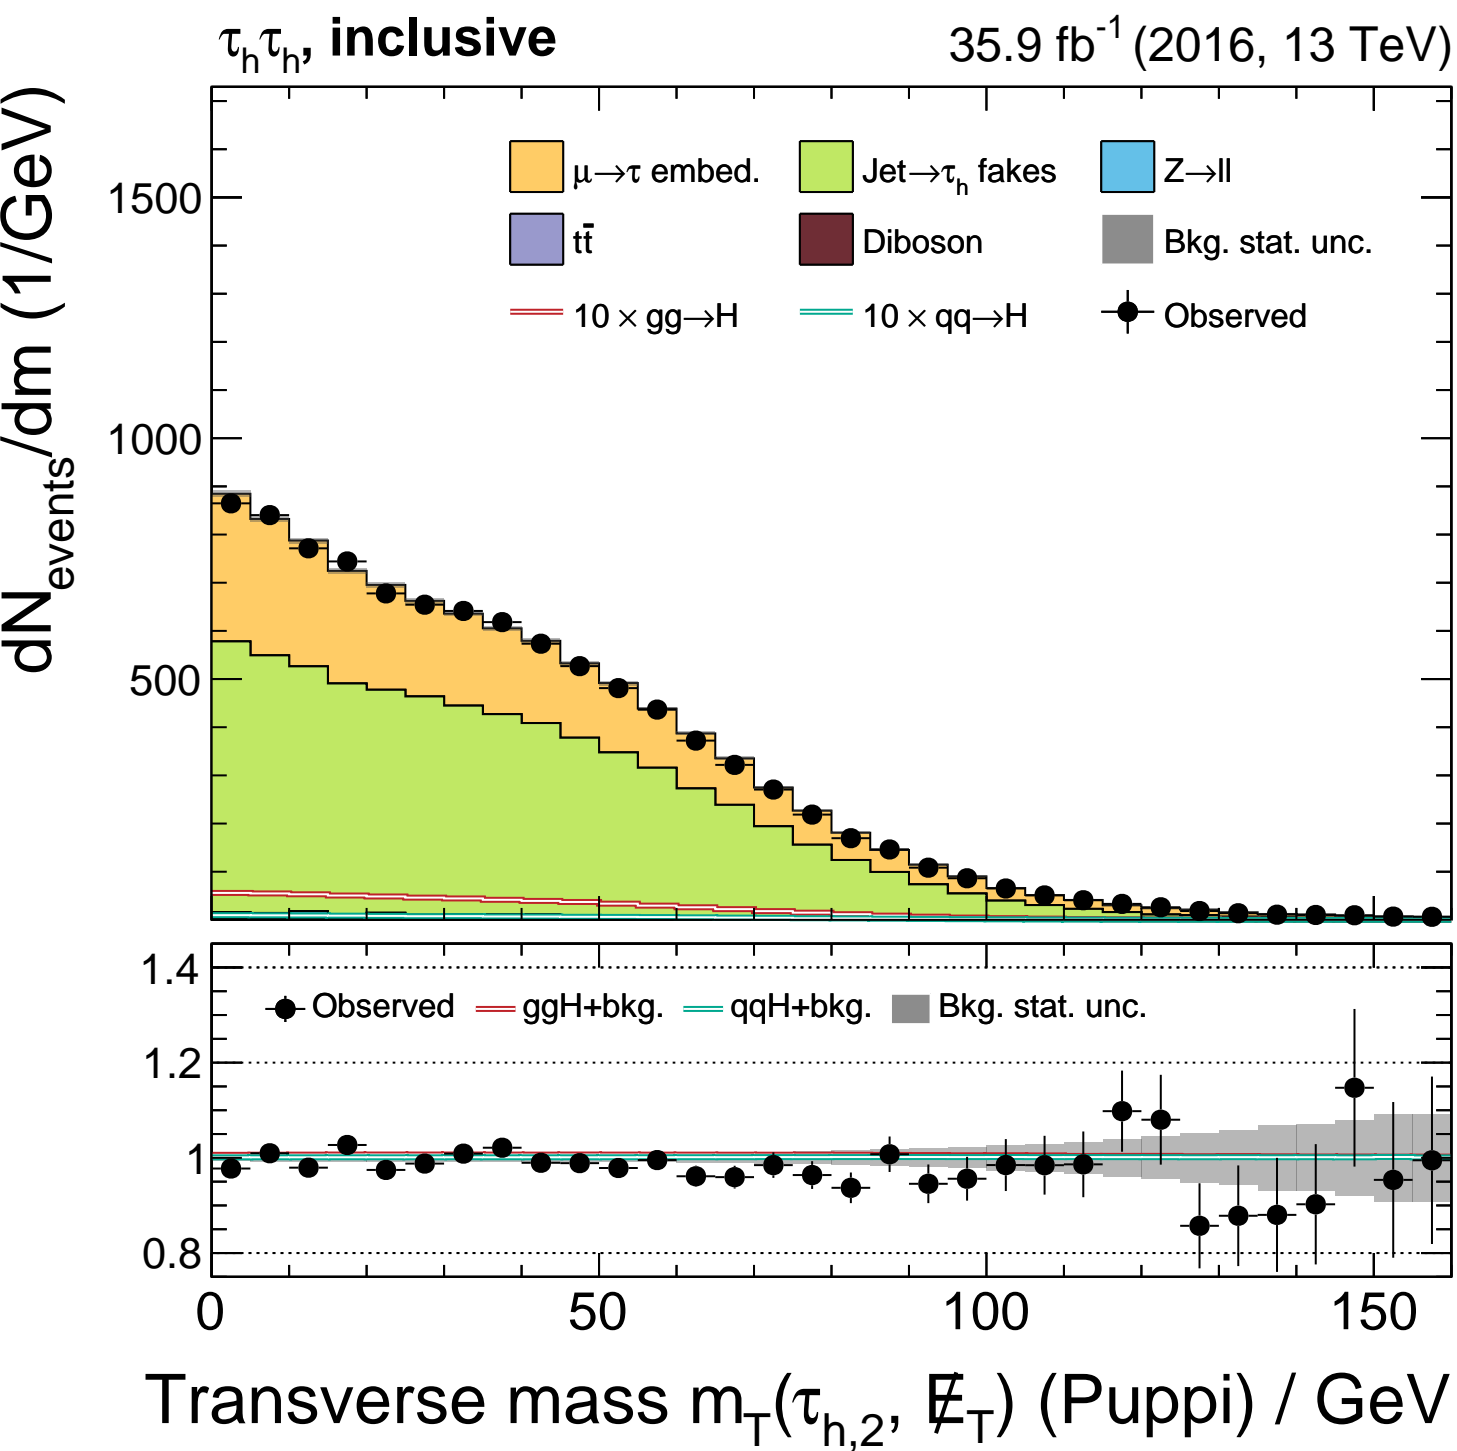 τhτh, inclusive 35.9 fb-1 (2016, 13 TeV)
dNevents/dm (1/GeV)
1500
1000
500
μ→τ embed. Jet→τh fakes Z→ll
tt̄ Diboson Bkg. stat. unc.
10 × gg→H 10 × qq→H Observed
1.4
1.2
1
0.8
Observed ggH+bkg. qqH+bkg. Bkg. stat. unc.
0 50 100 150
Transverse mass mT(τh,2, E̸T) (Puppi) / GeV